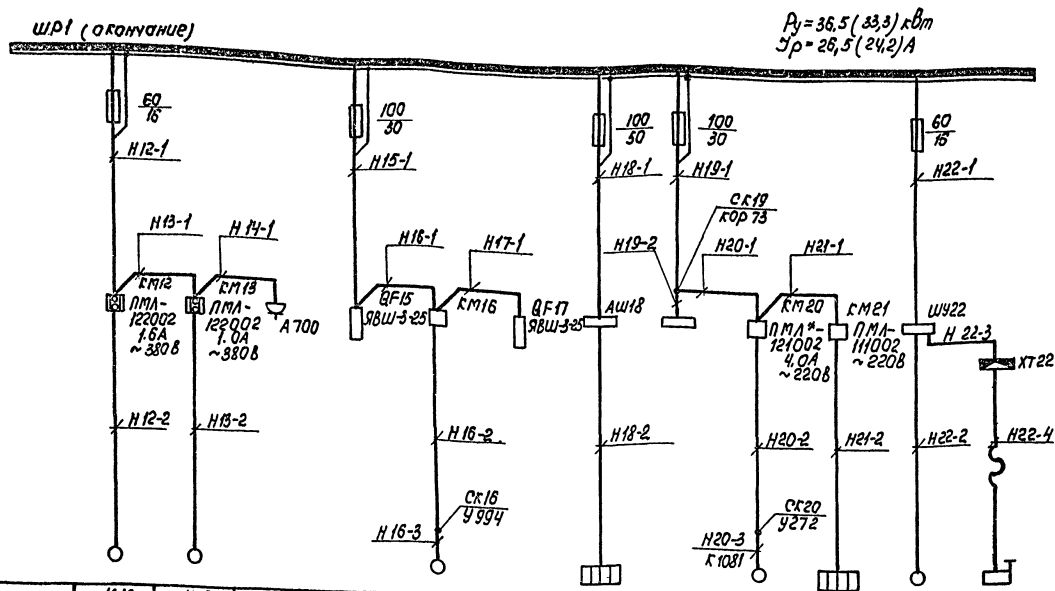 ШР1 (окончание)
Ру=36,5(33,3) кВт
Јр=26,5(24,2)А
60
16
100
30
100
50
100
30
60
16
Н12-1
Н15-1
Н18-1
Н19-1
Н22-1
СК19
КОР 73
Н13-1
Н14-1
Н16-1
Н17-1
Н19-2
Н20-1
Н21-1
КМ12
ПМЛ-
122002
1.6А
~380В
КМ13
ПМЛ-
122002
1.0А
~380В
А700
QF15
ЯВШ-3-25
КМ16
QF17
ЯВШ-3-25
АШ18
КМ20
ПМЛ*-
121002
4.0А
~220В
КМ21
ПМЛ-
111002
~220В
ШУ22
Н 22-3
ХТ22
Н12-2
Н13-2
Н16-2
Н18-2
Н20-2
Н21-2
Н22-2
Н22-4
СК16
У994
Н16-3
СК20
У272
Н20-3
К1081